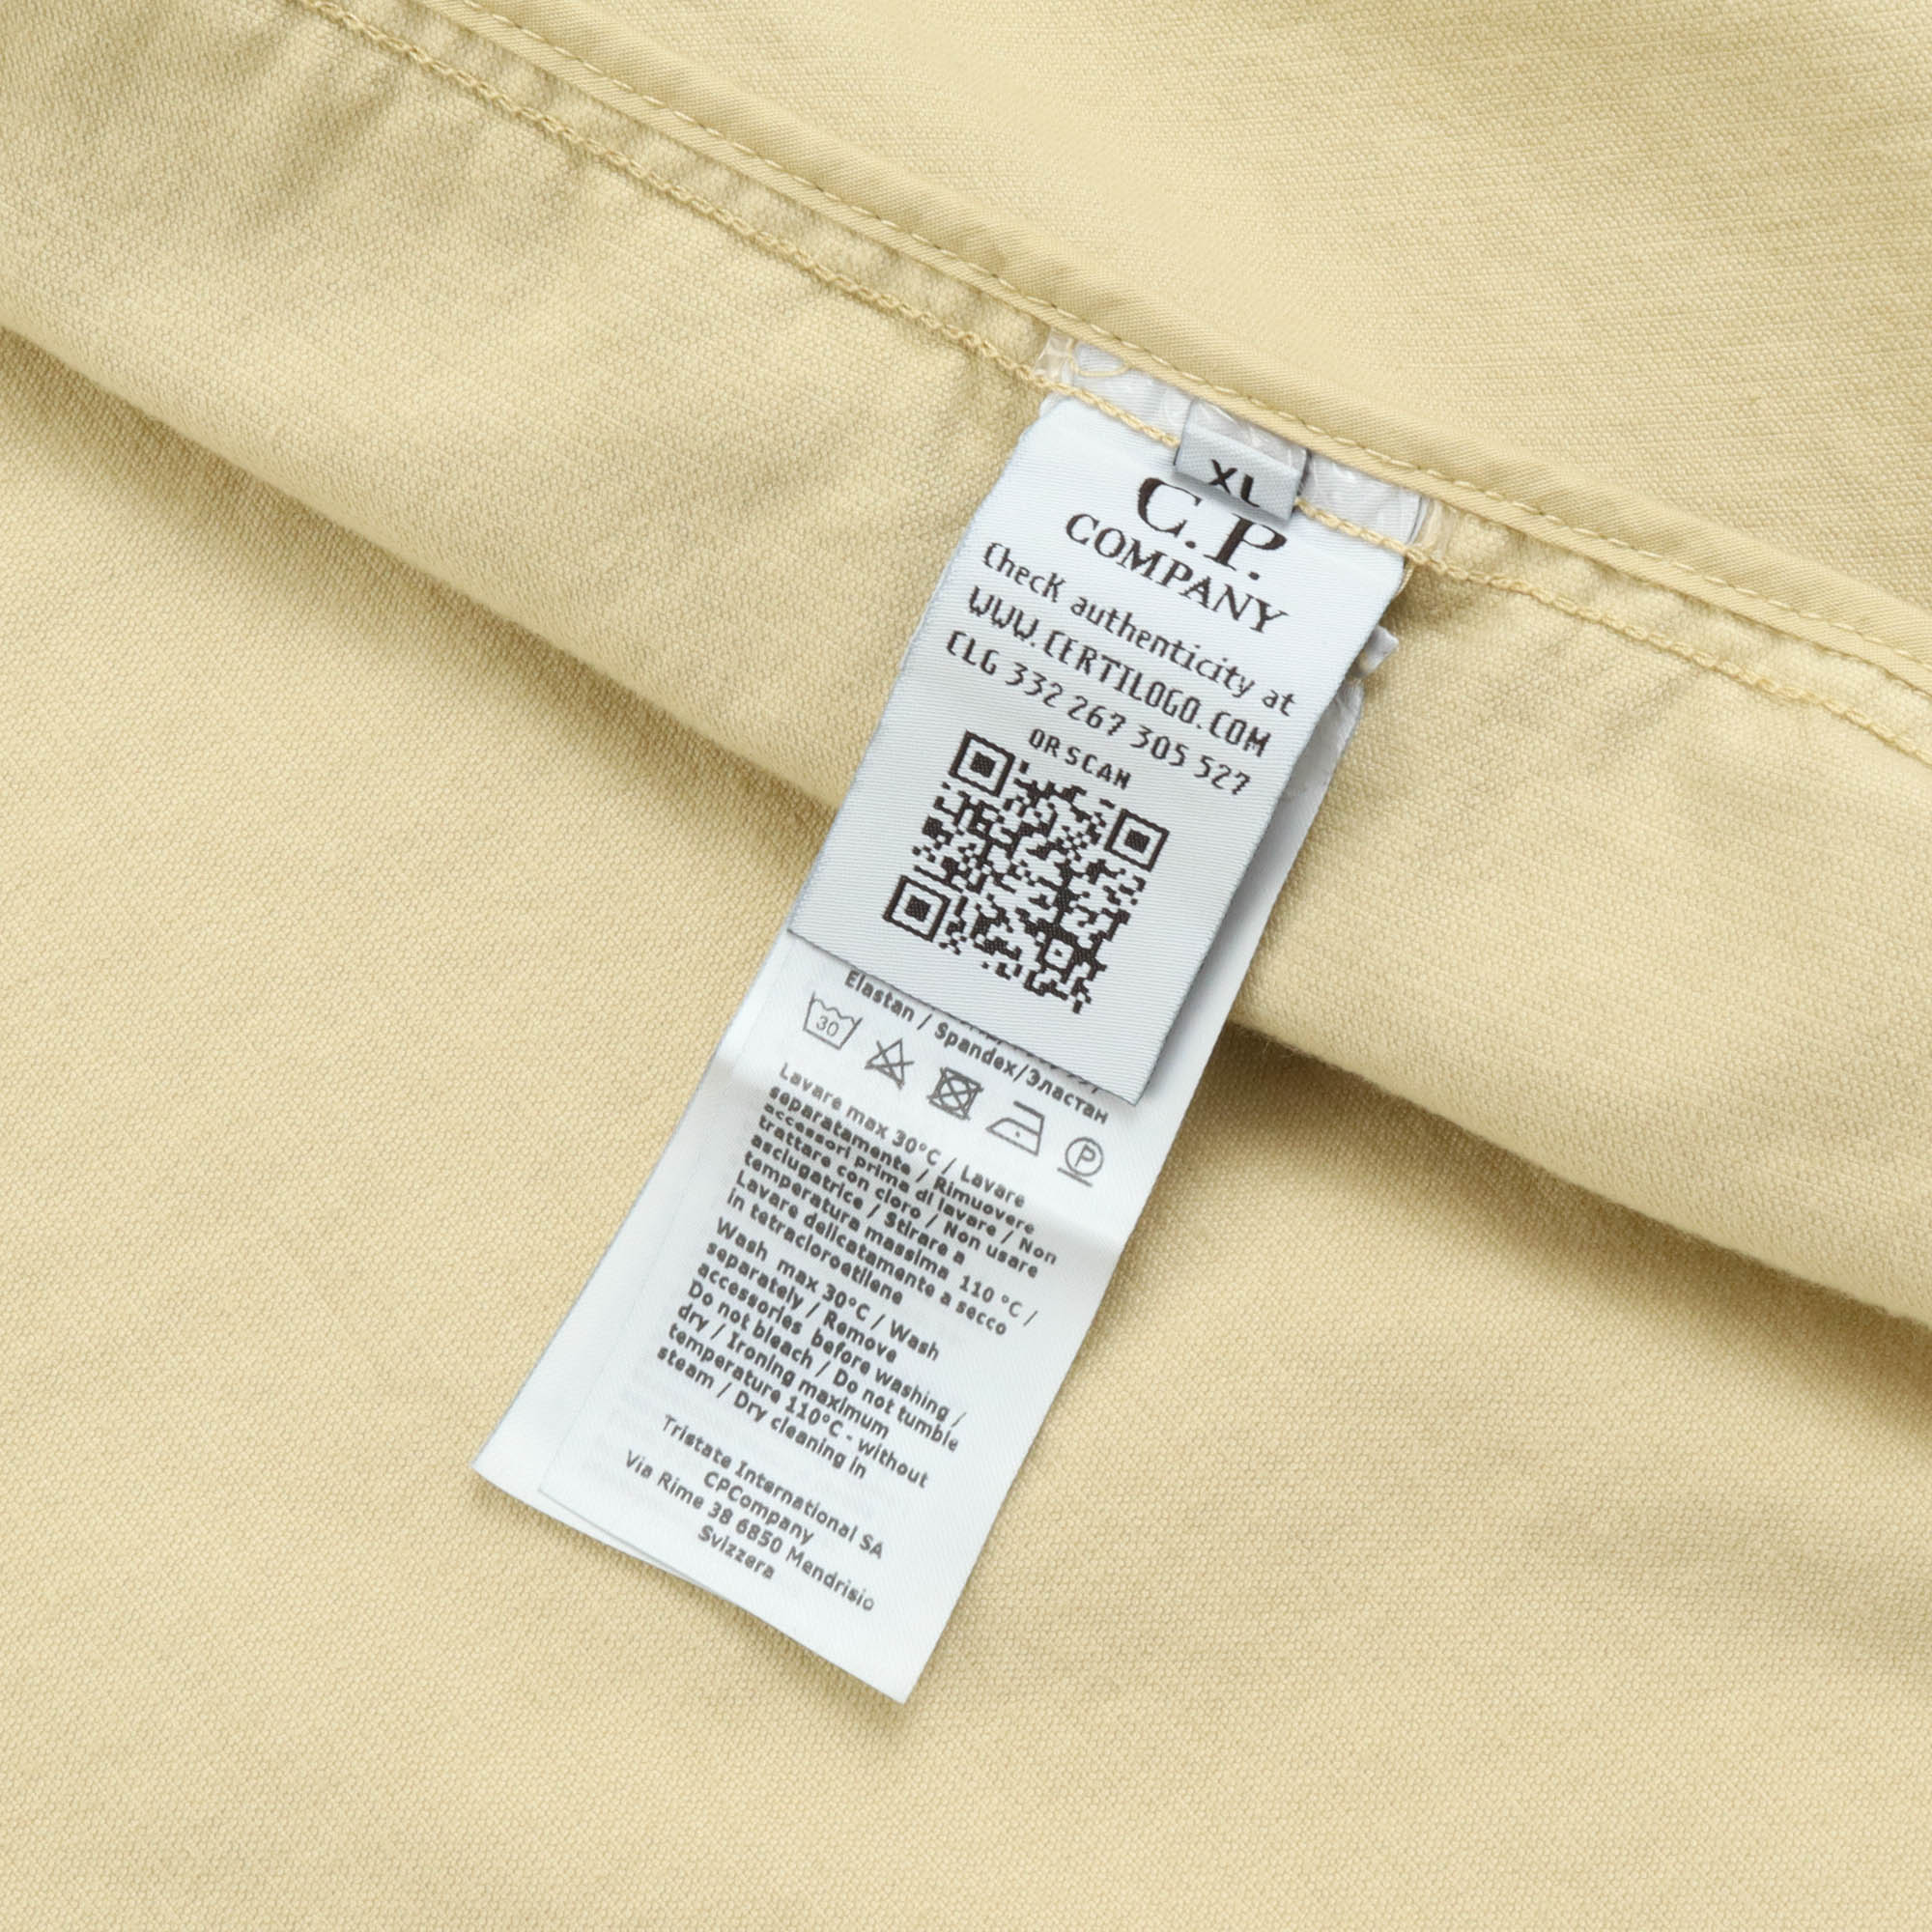 XL
C.P.
COMPANY
Check authenticity at
WWW.CERTILOGO.COM
CLG 332 267 305 527
OR SCAN
Elastan / Spandex/Эластан
30
P
Lavare max 30°C / Lavare
separatamente / Rimuovere
accessori prima di lavare / Non
trattare con cloro / Non usare
asciugatrice / Stirare a
temperatura massima 110 °C /
Lavare delicatamente a secco
in tetracloroetilene
Wash max 30°C / Wash
separately / Remove
accessories before washing /
Do not bleach / Do not tumble
dry / Ironing maximum
temperature 110°C - without
steam / Dry cleaning in
Tristate International SA
CPCompany
Via Rime 38 6850 Mendrisio
Svizzera